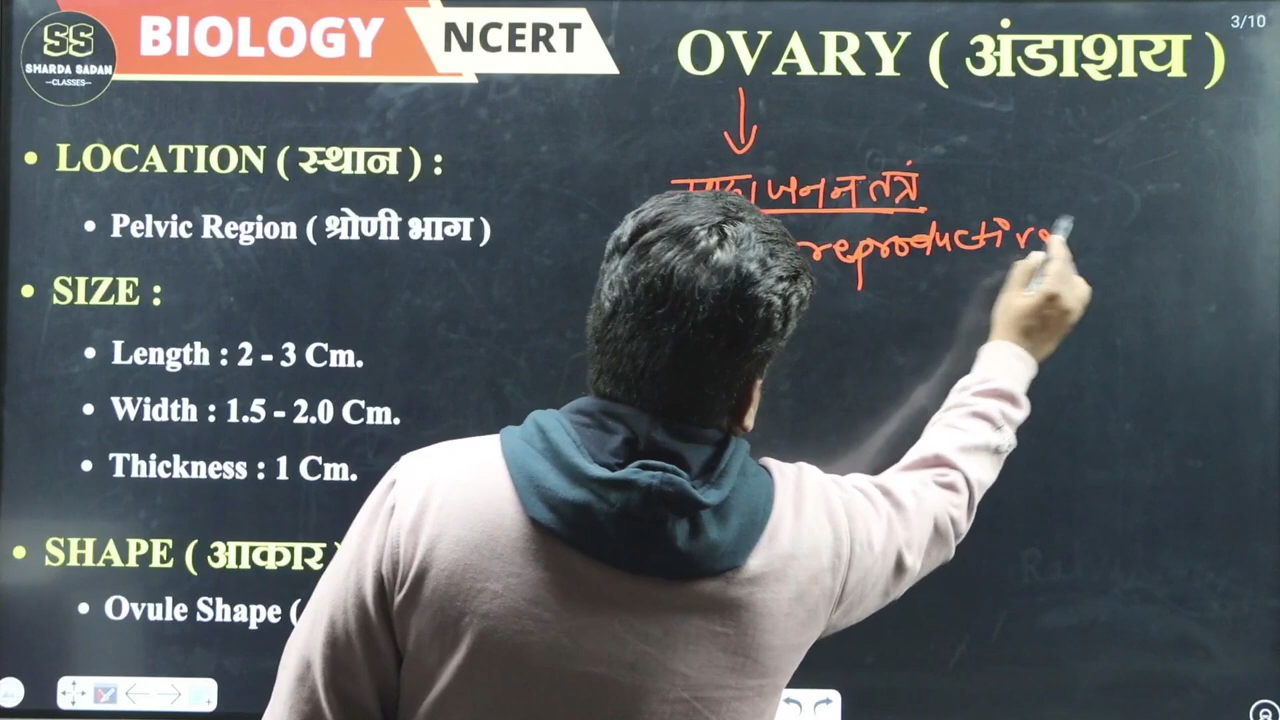 SS
SHARDA SADAN
—CLASSES—
BIOLOGY
NCERT
OVARY ( अंडाशय )
3/10
• LOCATION ( स्थान ) :
जनन तंत्र
• Pelvic Region ( श्रोणी भाग )
reproductive
• SIZE :
• Length : 2 - 3 Cm.
• Width : 1.5 - 2.0 Cm.
• Thickness : 1 Cm.
• SHAPE ( आकार
• Ovule Shape (